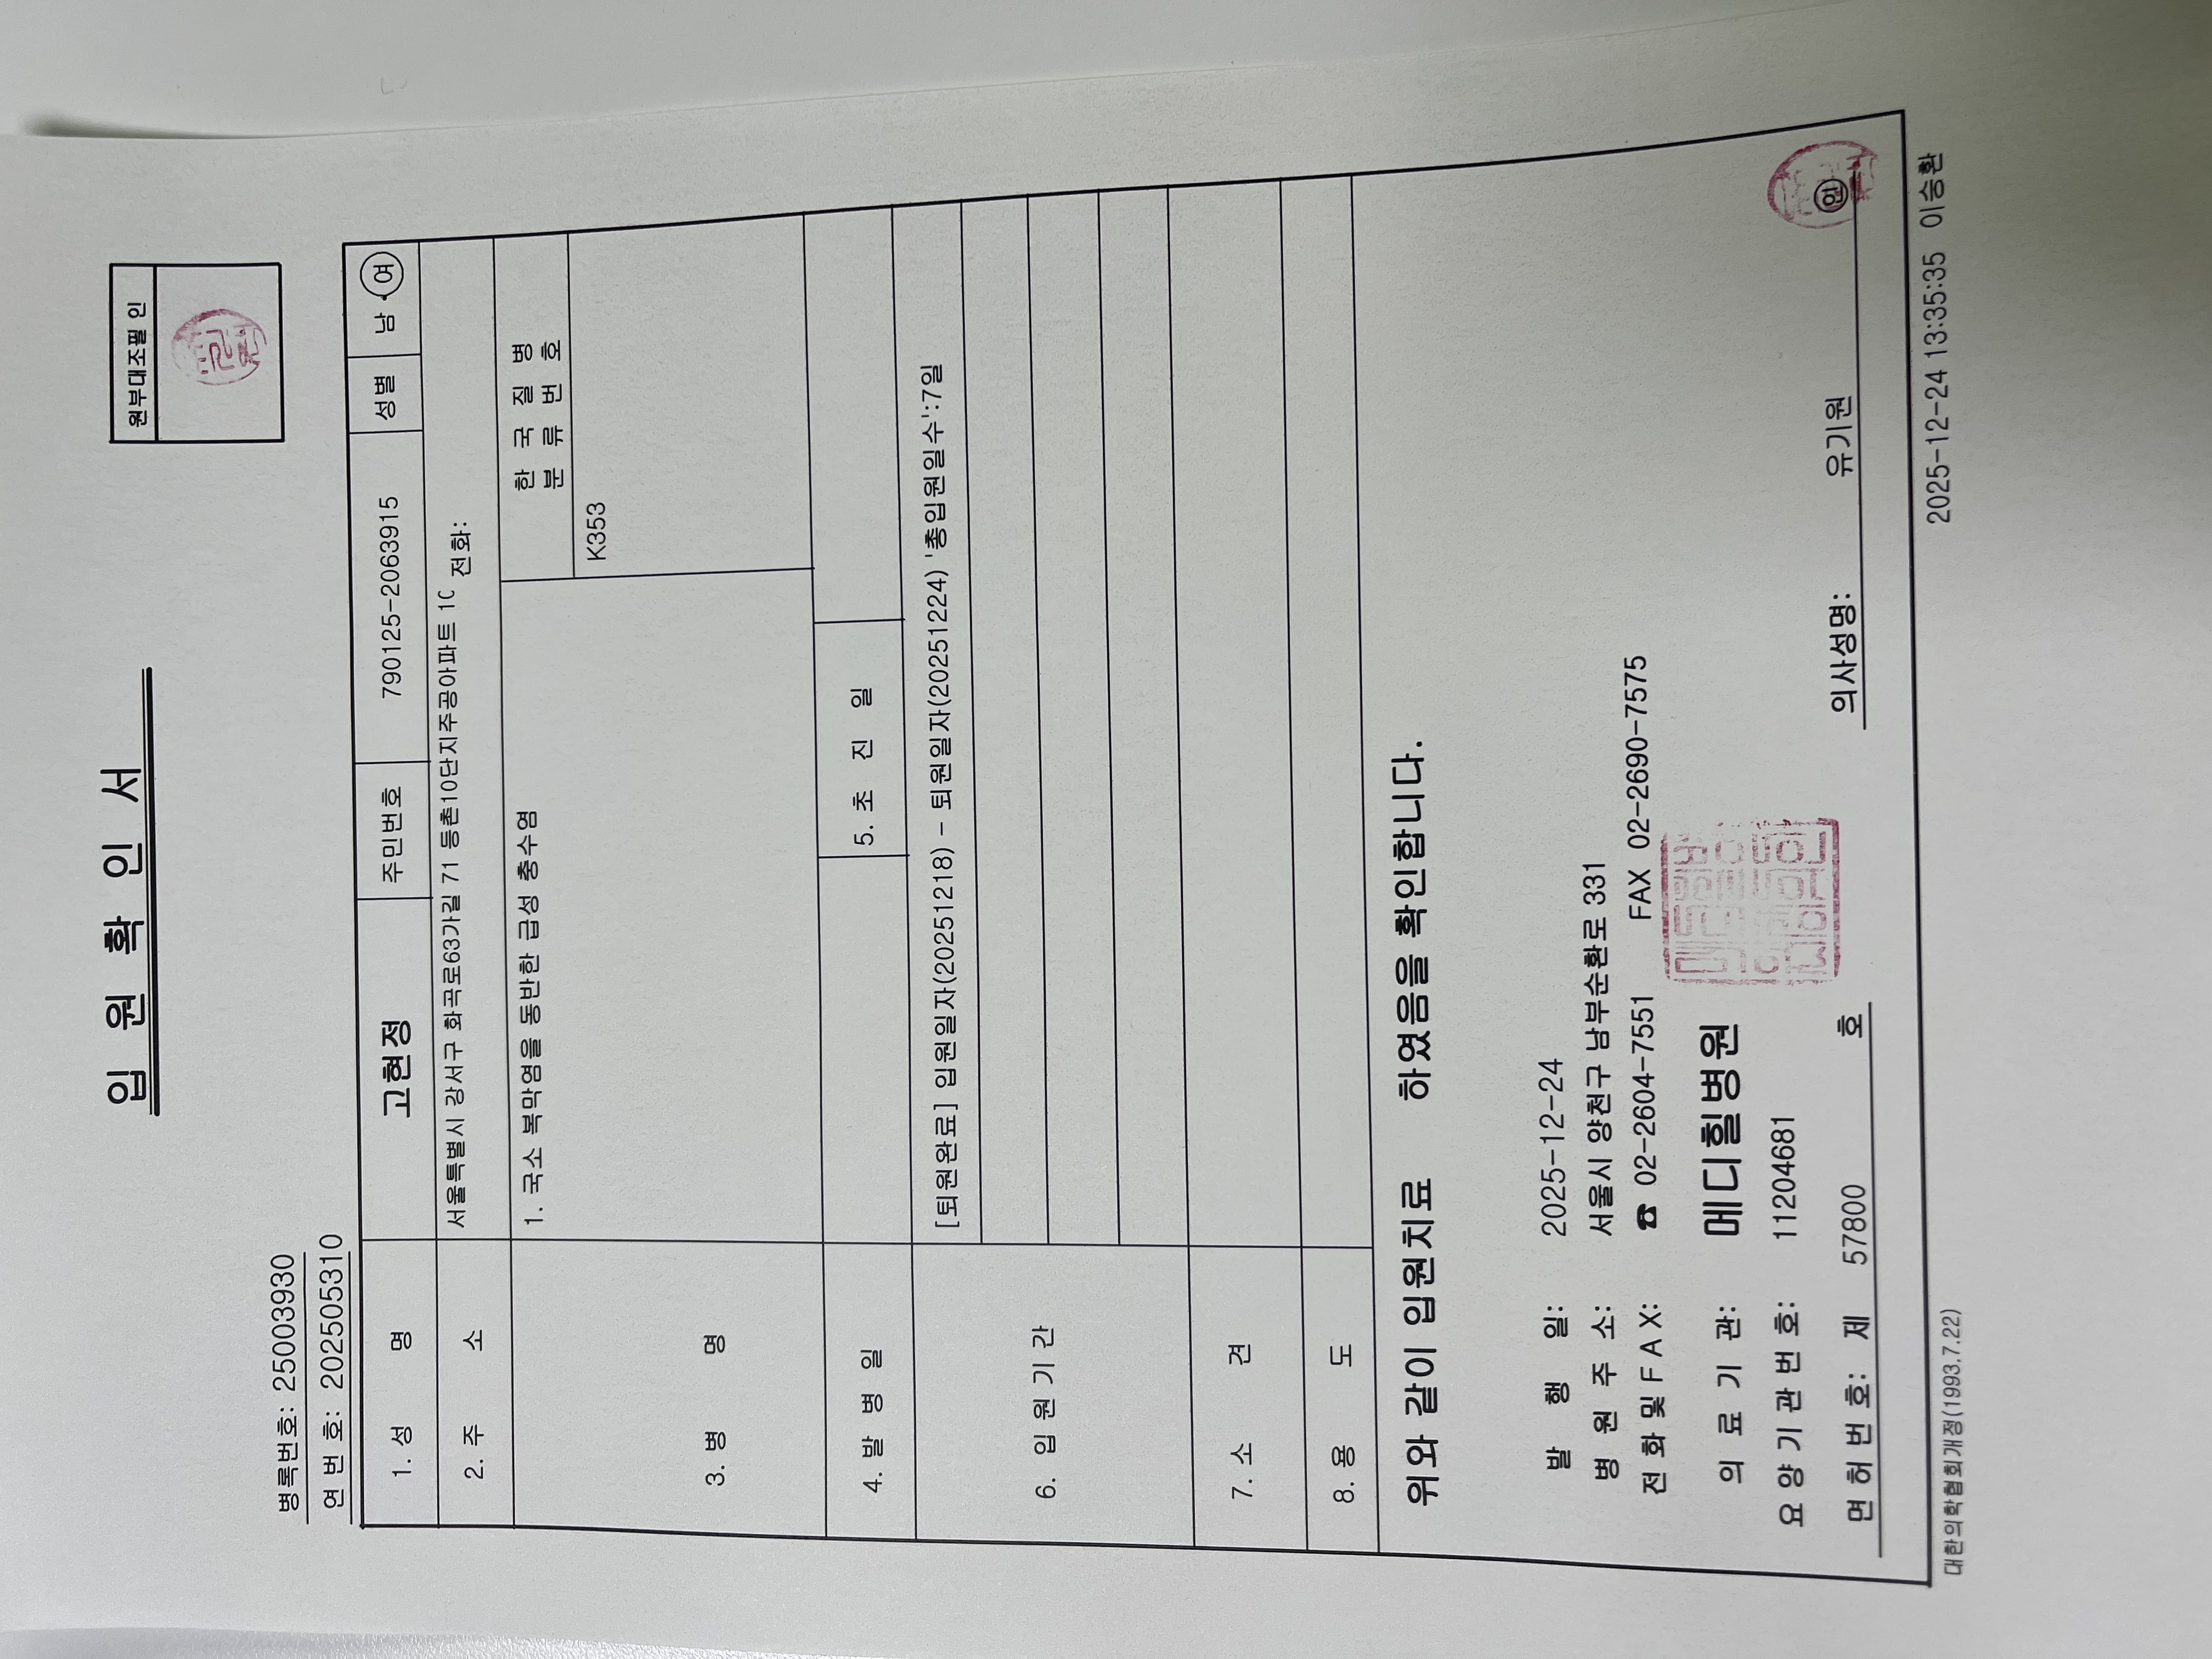 입 원 확 인 서
원부대조필 인
병록번호: 25003930
연 번 호: 202505310
1. 성 명 고현정 주민번호 790125-2063915 성별 남·여
2. 주 소 서울특별시 강서구 화곡로63가길 71 등촌10단지주공아파트 1
전화:
3. 병 명 1. 국소 복막염을 동반한 급성 충수염
한 국 질 병
분 류 번 호
K353
4. 발 병 일 5. 초 진 일
6. 입 원 기 간 [퇴원완료] 입원일자(20251218) - 퇴원일자(20251224) '총입원일수':7일
7. 소 견
8. 용 도
위와 같이 입원치료 하였음을 확인합니다.
발 행 일: 2025-12-24
병 원 주 소: 서울시 양천구 남부순환로 331
전 화 및 F A X: ☎ 02-2604-7551 FAX 02-2690-7575
의 료 기 관: 메디힐병원
요 양 기 관 번 호: 11204681
면 허 번 호: 제 57800 호 의사성명: 유기원 인
대한의학협회개정(1993.7.22) 2025-12-24 13:35:35 이승환